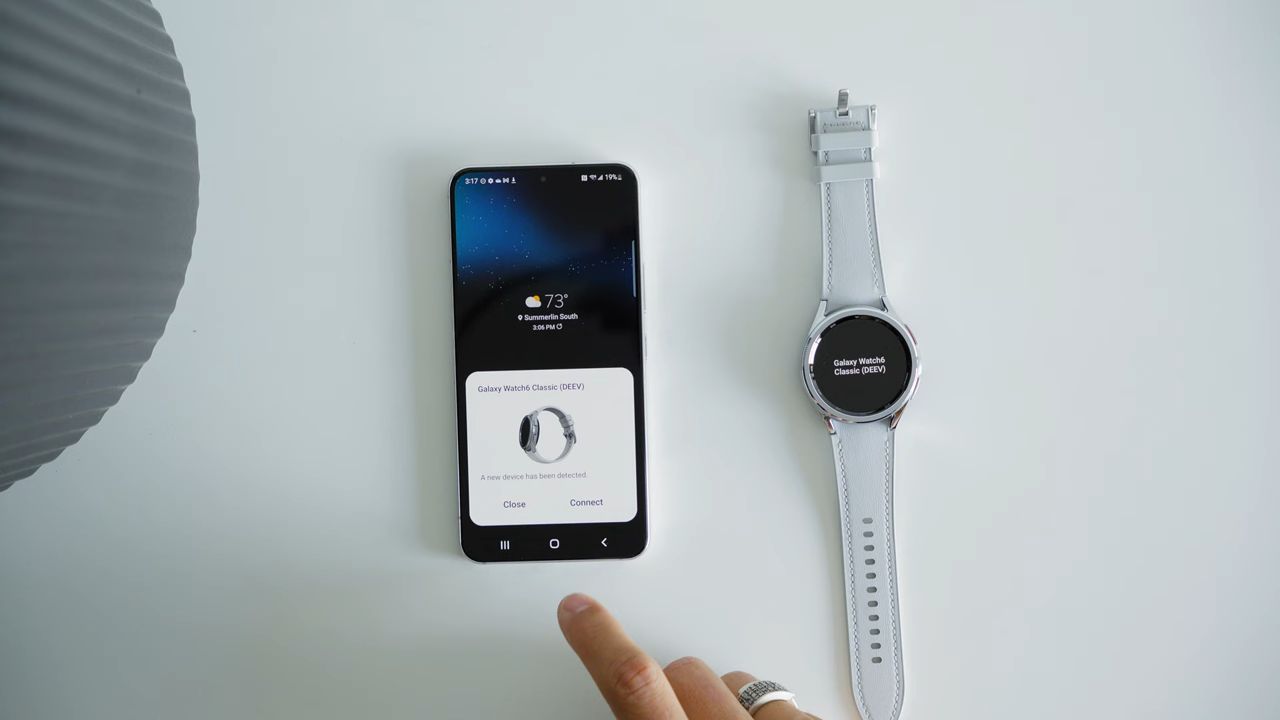 3:17
19%
73°
Summerlin South
3:06 PM
Galaxy Watch6 Classic (DEEV)
A new device has been detected.
Close
Connect
Galaxy Watch6
Classic (DEEV)